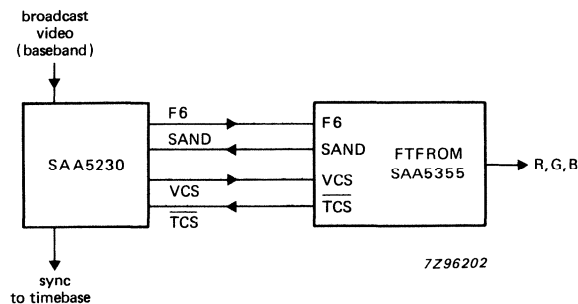 broadcast
video
(baseband)
F6
F6
SAND
SAND
SAA5230
FTFROM
SAA5355
R,G,B
VCS
VCS
TCS
TCS
sync
to timebase
7Z96202